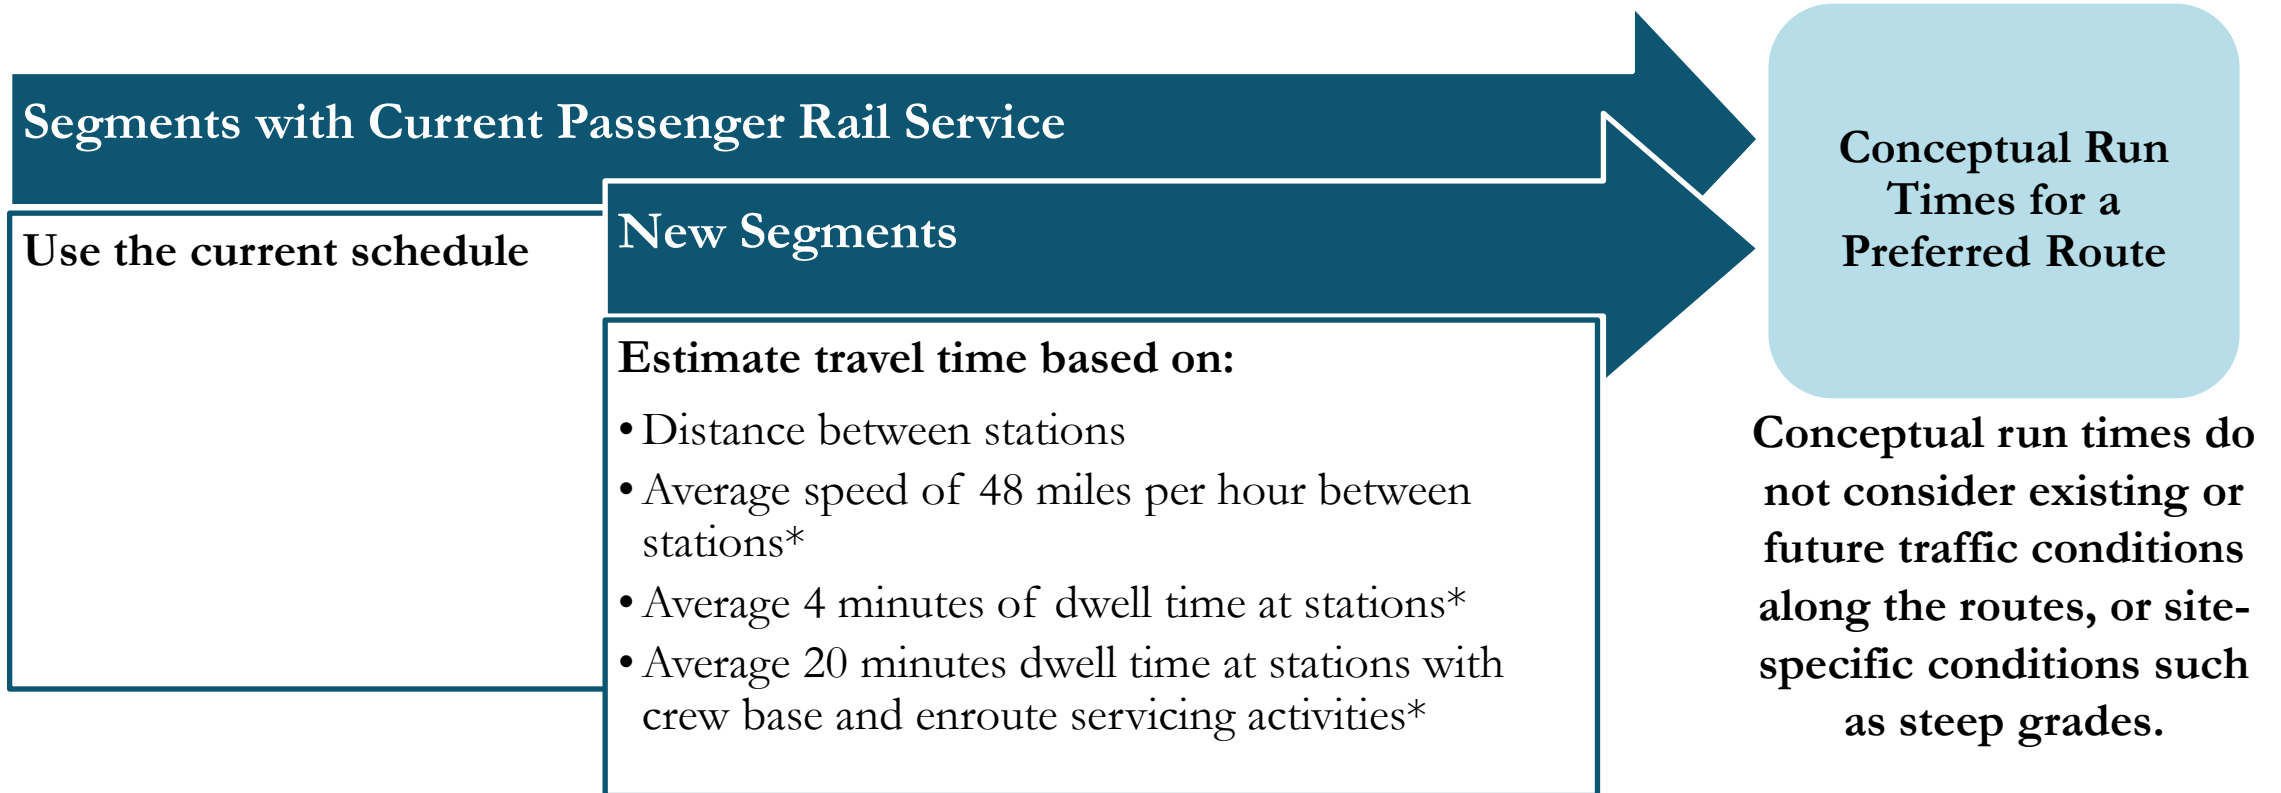 Segments with Current Passenger Rail Service
Use the current schedule
New Segments
Estimate travel time based on:
• Distance between stations
• Average speed of 48 miles per hour between
stations*
• Average 4 minutes of dwell time at stations*
• Average 20 minutes dwell time at stations with
crew base and enroute servicing activities*
Conceptual Run
Times for a
Preferred Route
Conceptual run times do
not consider existing or
future traffic conditions
along the routes, or site-
specific conditions such
as steep grades.